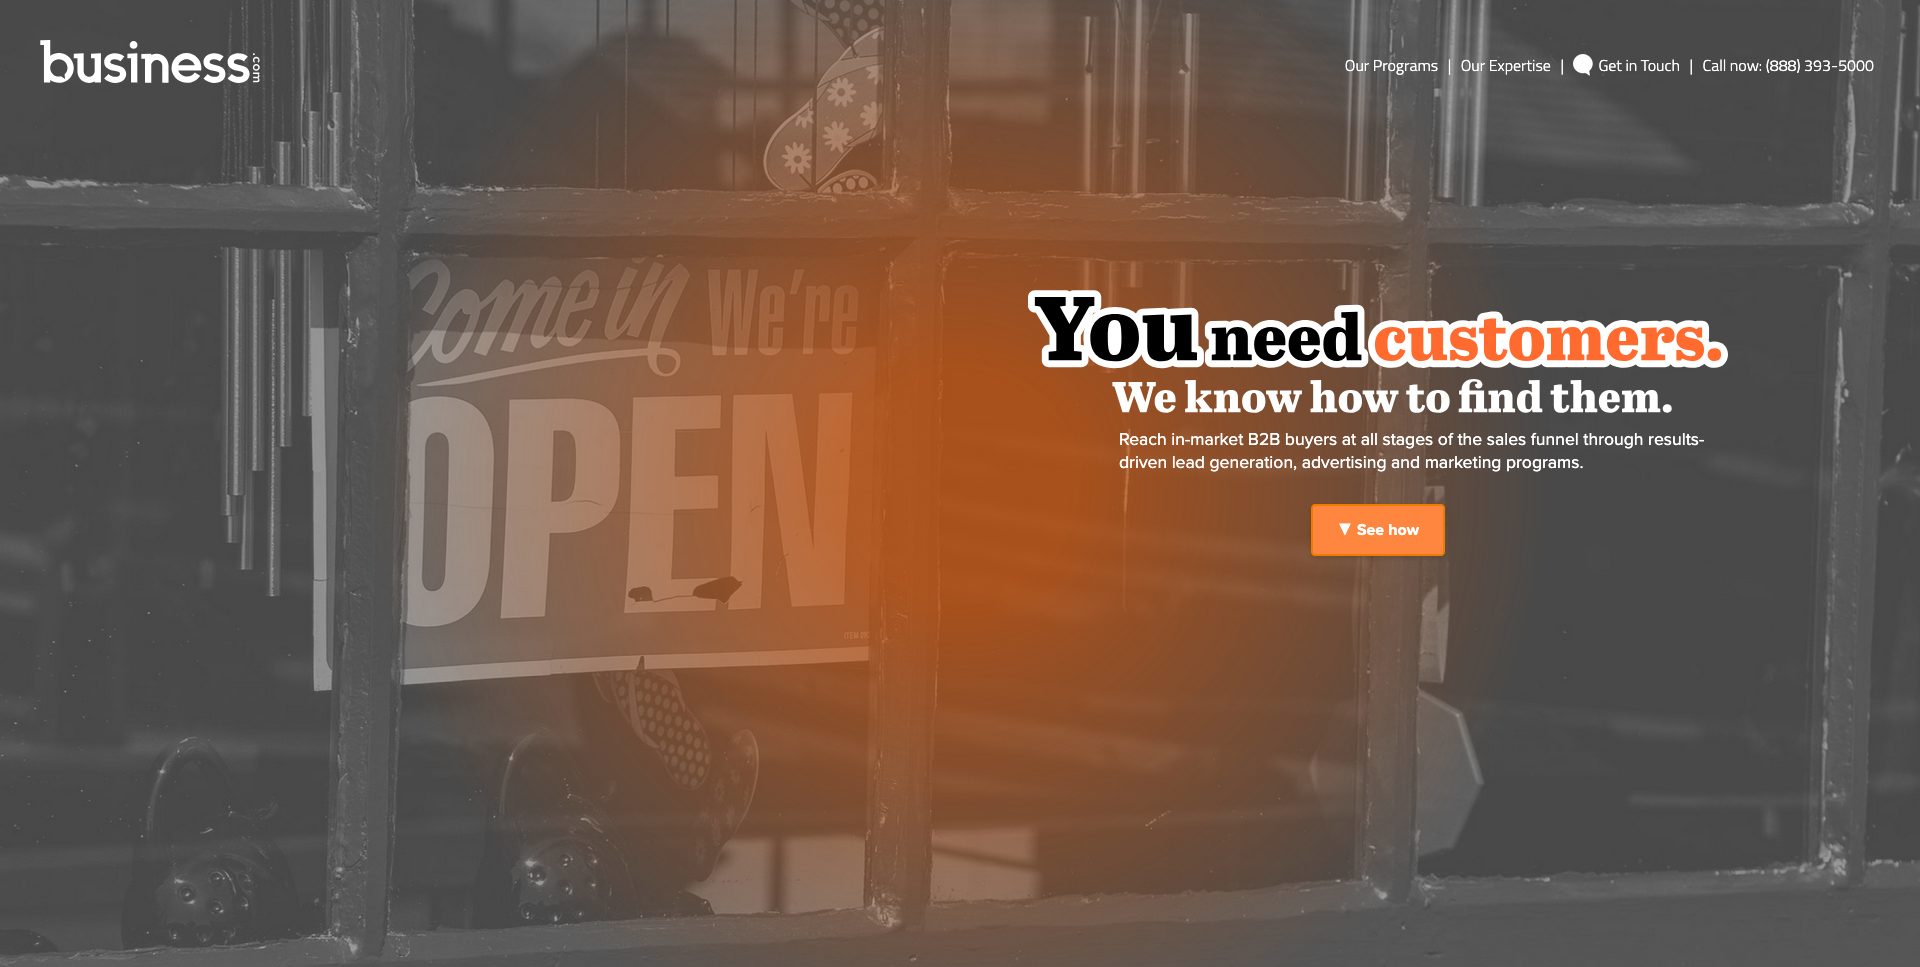 business.com
Our Programs | Our Expertise | Get in Touch | Call now: (888) 393-5000
Come in We're
OPEN
You need customers.
We know how to find them.
Reach in-market B2B buyers at all stages of the sales funnel through results-
driven lead generation, advertising and marketing programs.
▼ See how